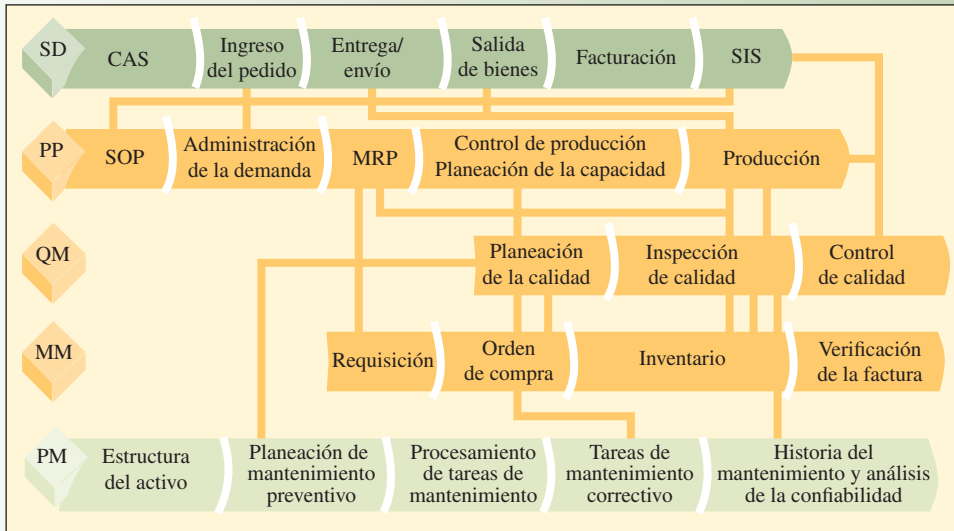 SD
CAS
Ingreso
del pedido
Entrega/
envío
Salida
de bienes
Facturación
SIS
PP
SOP
Administración
de la demanda
MRP
Control de producción
Planeación de la capacidad
Producción
QM
Planeación
de la calidad
Inspección
de calidad
Control
de calidad
MM
Requisición
Orden
de compra
Inventario
Verificación
de la factura
PM
Estructura
del activo
Planeación de
mantenimiento
preventivo
Procesamiento
de tareas de
mantenimiento
Tareas de
mantenimiento
correctivo
Historia del
mantenimiento y análisis
de la confiabilidad